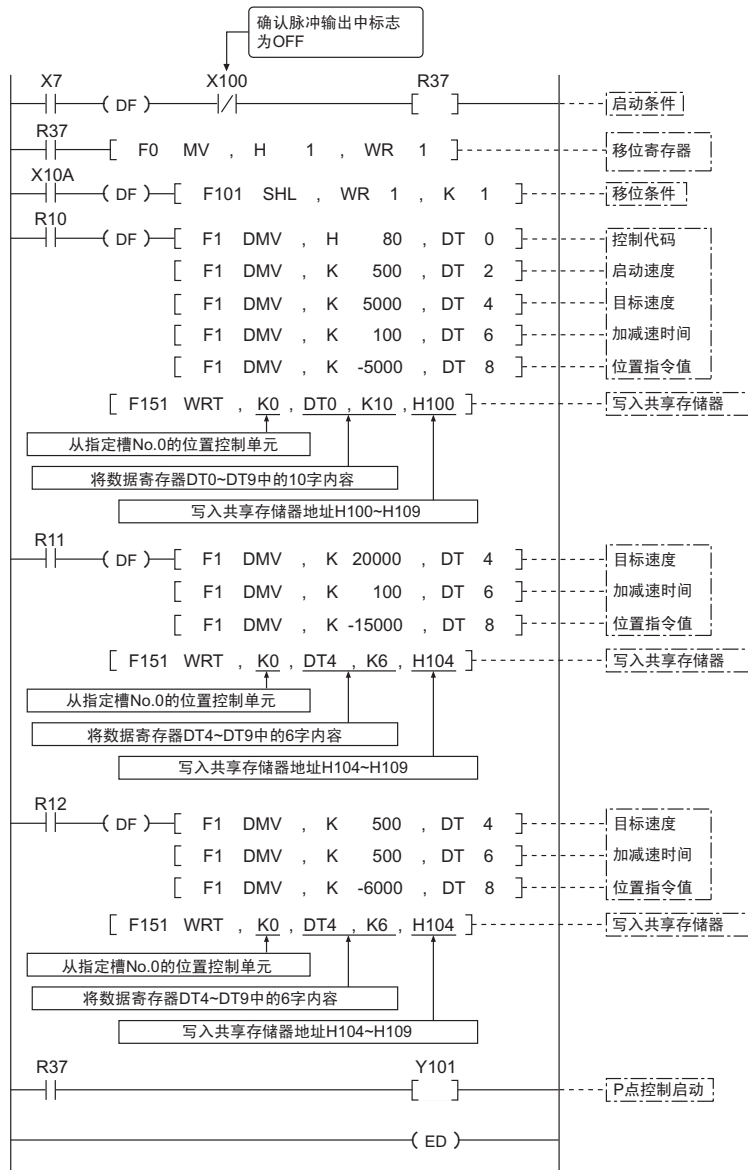 确认脉冲输出中标志
为OFF
X7 X100 R37
( DF ) 启动条件
R37
[ F0 MV , H 1 , WR 1 ] 移位寄存器
X10A
( DF ) [ F101 SHL , WR 1 , K 1 ] 移位条件
R10
( DF ) [ F1 DMV , H 80 , DT 0 ] 控制代码
[ F1 DMV , K 500 , DT 2 ] 启动速度
[ F1 DMV , K 5000 , DT 4 ] 目标速度
[ F1 DMV , K 100 , DT 6 ] 加减速时间
[ F1 DMV , K -5000 , DT 8 ] 位置指令值
[ F151 WRT , K0 , DT0 , K10 , H100 ] 写入共享存储器
从指定槽No.0的位置控制单元
将数据寄存器DT0~DT9中的10字内容
写入共享存储器地址H100~H109
R11
( DF ) [ F1 DMV , K 20000 , DT 4 ] 目标速度
[ F1 DMV , K 100 , DT 6 ] 加减速时间
[ F1 DMV , K -15000 , DT 8 ] 位置指令值
[ F151 WRT , K0 , DT4 , K6 , H104 ] 写入共享存储器
从指定槽No.0的位置控制单元
将数据寄存器DT4~DT9中的6字内容
写入共享存储器地址H104~H109
R12
( DF ) [ F1 DMV , K 500 , DT 4 ] 目标速度
[ F1 DMV , K 500 , DT 6 ] 加减速时间
[ F1 DMV , K -6000 , DT 8 ] 位置指令值
[ F151 WRT , K0 , DT4 , K6 , H104 ] 写入共享存储器
从指定槽No.0的位置控制单元
将数据寄存器DT4~DT9中的6字内容
写入共享存储器地址H104~H109
R37 Y101
P点控制启动
( ED )